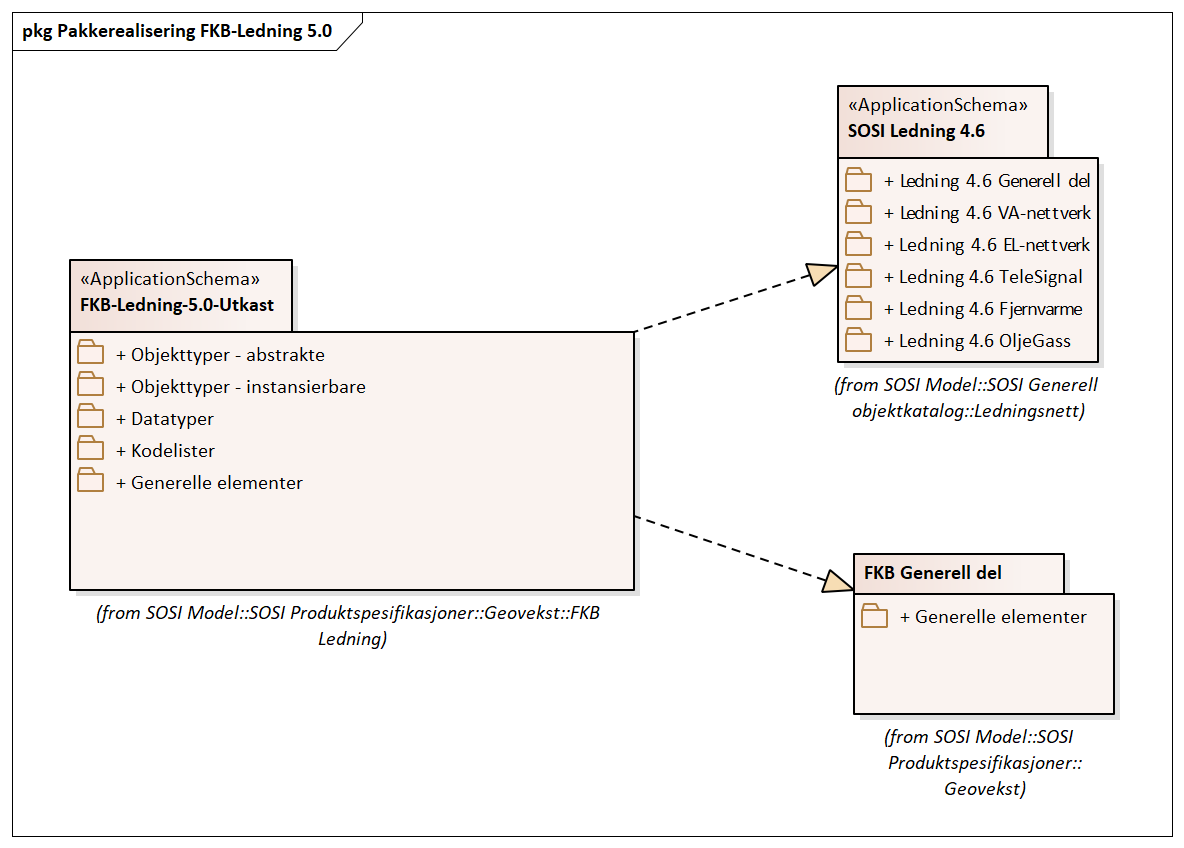 pkg Pakkerealisering FKB-Ledning 5.0
«ApplicationSchema»
SOSI Ledning 4.6
+ Ledning 4.6 Generell del
+ Ledning 4.6 VA-nettverk
+ Ledning 4.6 EL-nettverk
+ Ledning 4.6 TeleSignal
+ Ledning 4.6 Fjernvarme
+ Ledning 4.6 OljeGass
(from SOSI Model::SOSI Generell
objektkatalog::Ledningsnett)
«ApplicationSchema»
FKB-Ledning-5.0-Utkast
+ Objekttyper - abstrakte
+ Objekttyper - instansierbare
+ Datatyper
+ Kodelister
+ Generelle elementer
(from SOSI Model::SOSI Produktspesifikasjoner::Geovekst::FKB
Ledning)
FKB Generell del
+ Generelle elementer
(from SOSI Model::SOSI
Produktspesifikasjoner::
Geovekst)